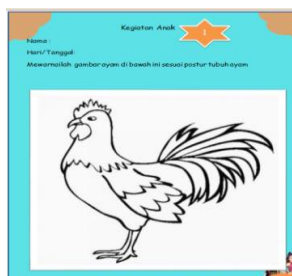 Kegiatan Anak
1
Nama :
Hari/Tanggal:
Mewarnailah gambar ayam di bawah ini sesuai postur tubuh ayam